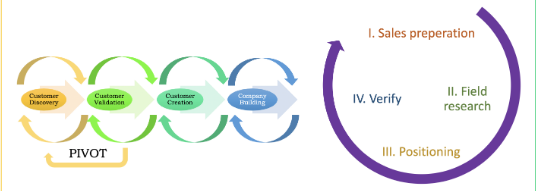 Customer
Discovery
Customer
Validation
Customer
Creation
Company
Building
PIVOT
I. Sales preperation
II. Field
research
III. Positioning
IV. Verify